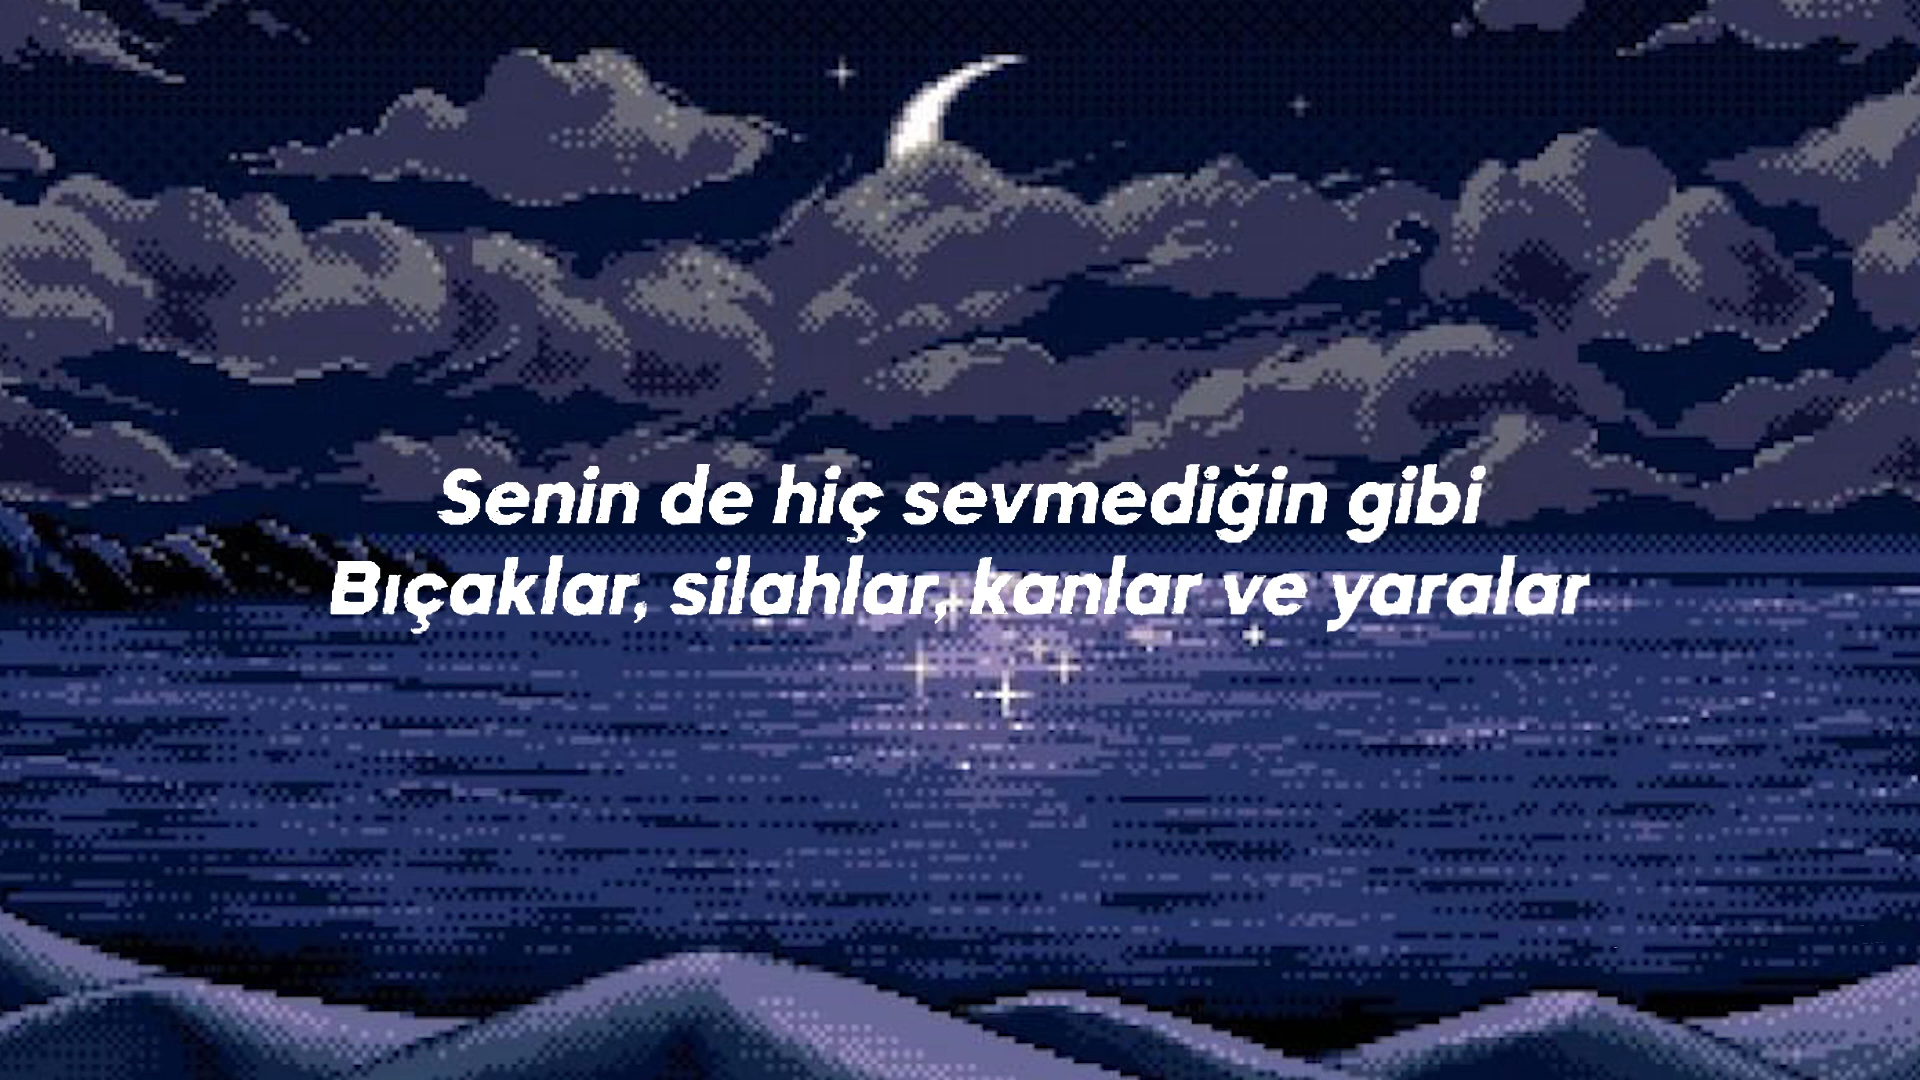 Senin de hiç sevmediğin gibi
Bıçaklar, silahlar, kanlar ve yaralar